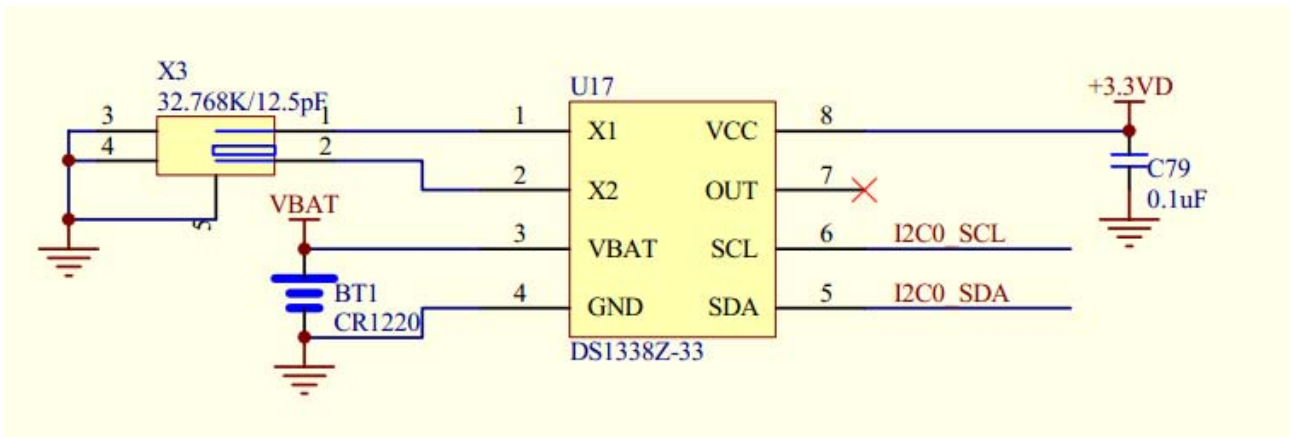 X3
32.768K/12.5pF
3
4
1
2
5
VBAT
BT1
CR1220
U17
1
2
3
4
X1
X2
VBAT
GND
VCC
OUT
SCL
SDA
8
7
6
5
DS1338Z-33
I2C0_SCL
I2C0_SDA
+3.3VD
C79
0.1uF